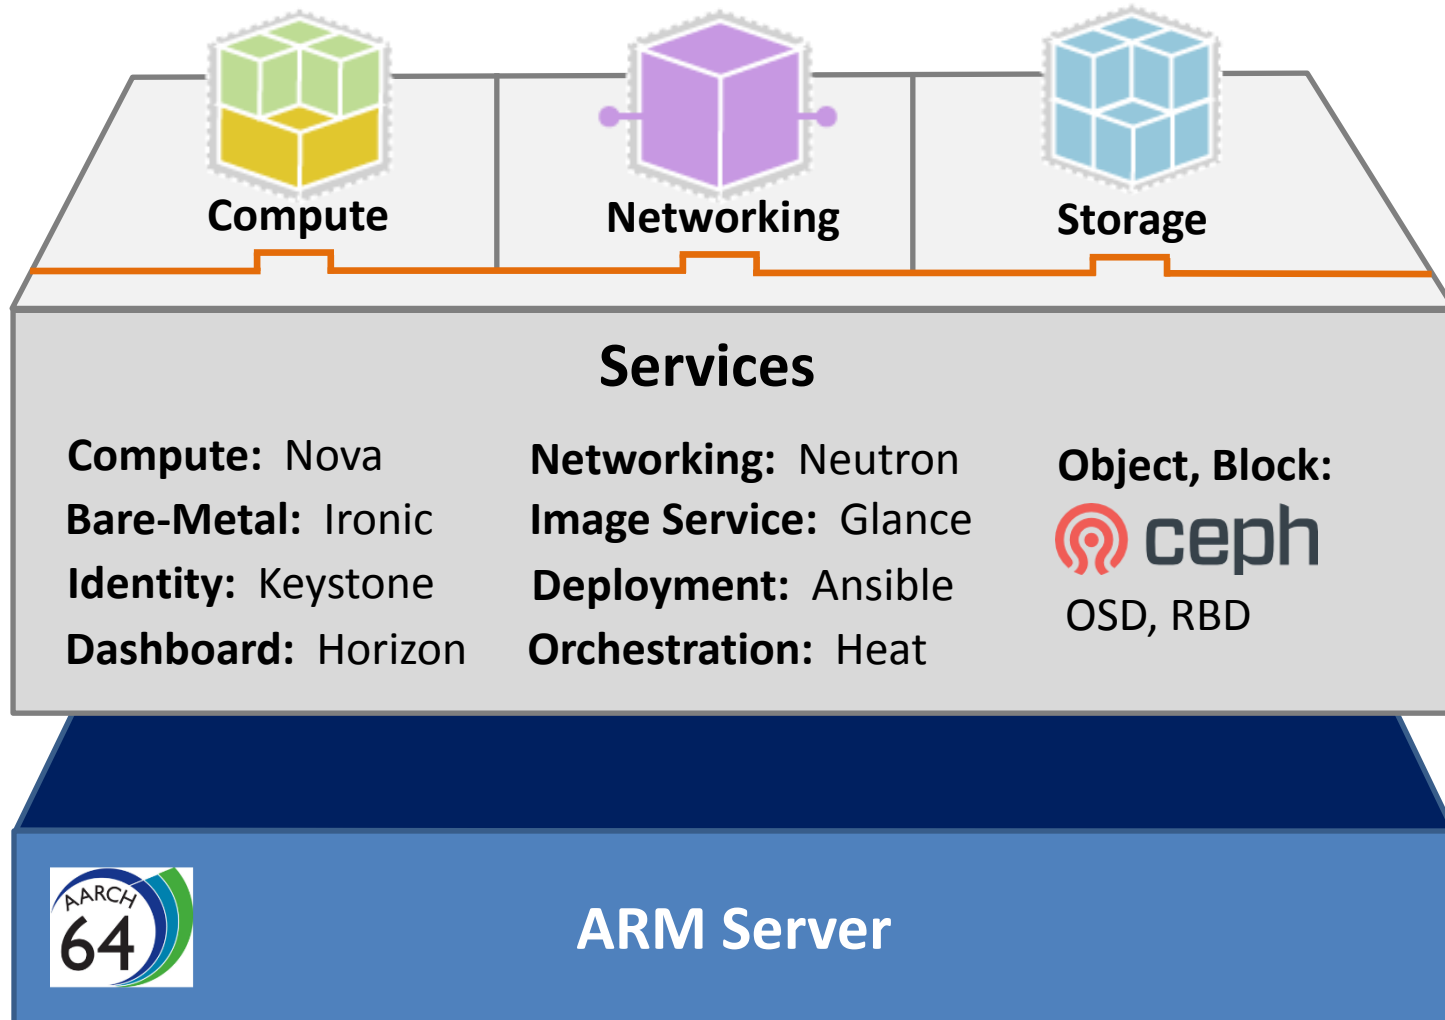 Compute
Networking
Storage
Services
Compute: Nova
Bare-Metal: Ironic
Identity: Keystone
Dashboard: Horizon
Networking: Neutron
Image Service: Glance
Deployment: Ansible
Orchestration: Heat
Object, Block:
ceph
OSD, RBD
AARCH
64
ARM Server